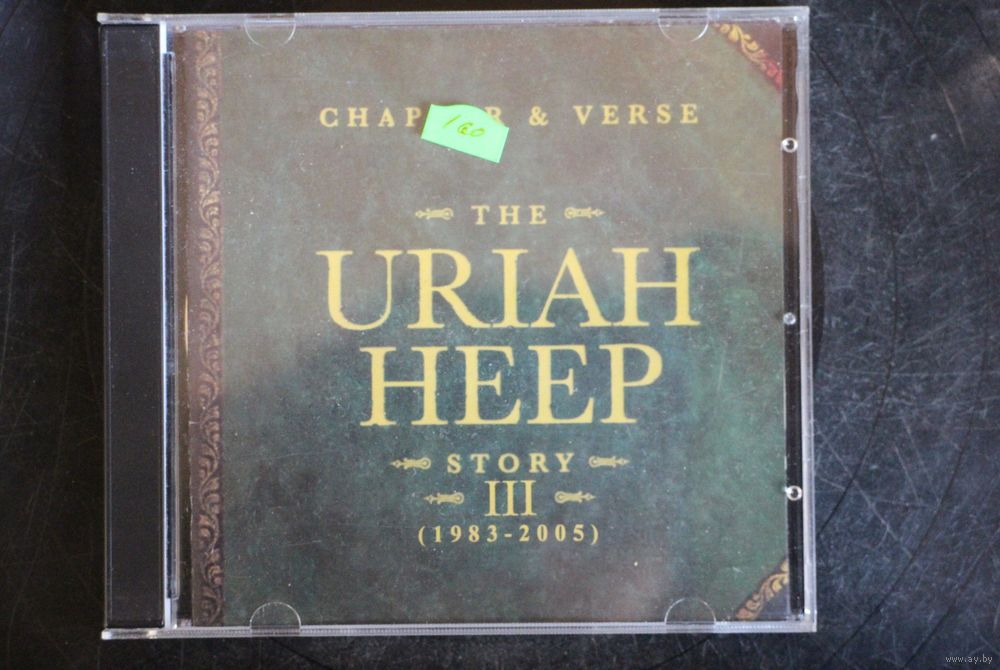 CHAP R & VERSE
160
THE
URIAH
HEEP
STORY
III
(1983-2005)
www.ay.by